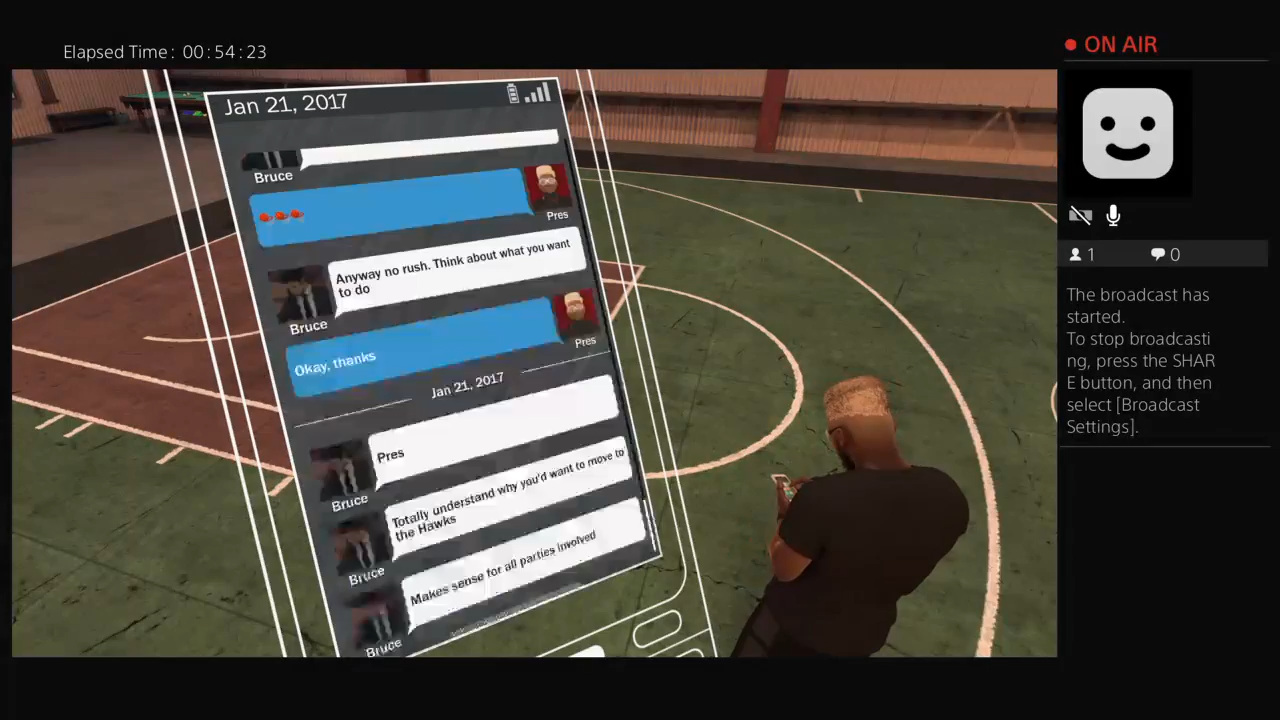 Elapsed Time: 00:54:23
ON AIR
Jan 21, 2017
Bruce
Pres
Anyway no rush. Think about what you want
to do
Bruce
Okay, thanks
Pres
Jan 21, 2017
Pres
Bruce
Totally understand why you'd want to move to
the Hawks
Bruce
Makes sense for all parties involved
Bruce
1
0
The broadcast has
started.
To stop broadcasti
ng, press the SHAR
E button, and then
select [Broadcast
Settings].